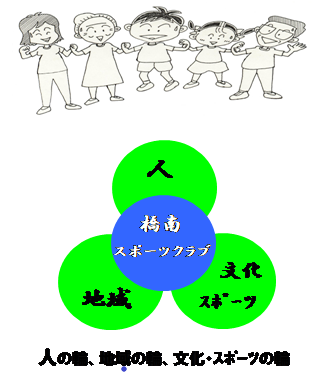 人
橋南
スポーツクラブ
地域
文化
スポーツ
人の輪、地域の輪、文化・スポーツの輪